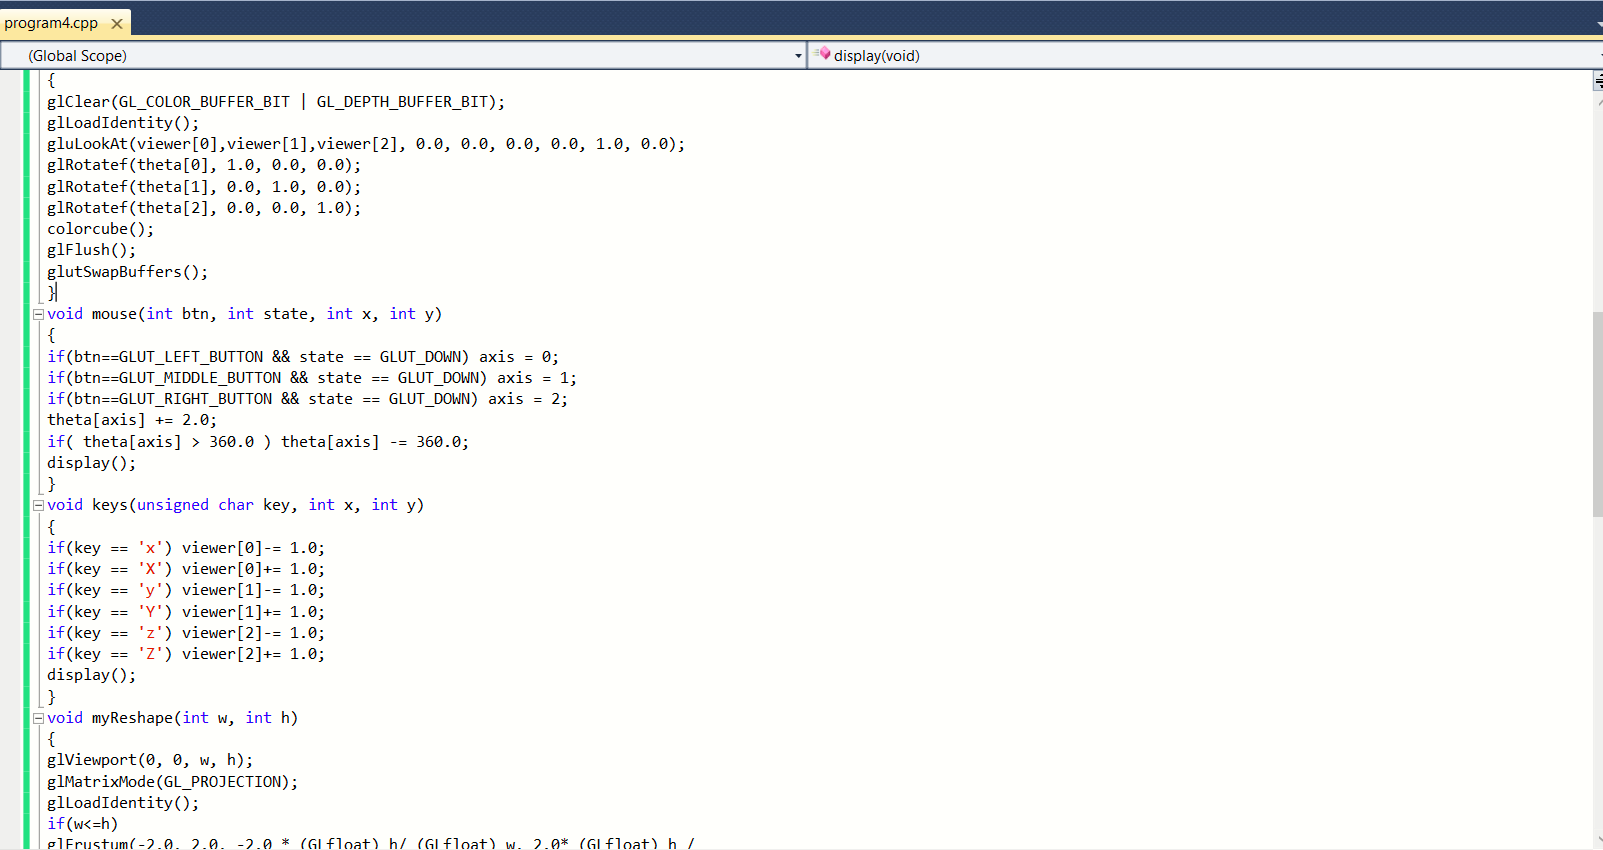 program4.cpp
(Global Scope)
display(void)
{
glClear(GL_COLOR_BUFFER_BIT | GL_DEPTH_BUFFER_BIT);
glLoadIdentity();
gluLookAt(viewer[0],viewer[1],viewer[2], 0.0, 0.0, 0.0, 0.0, 1.0, 0.0);
glRotatef(theta[0], 1.0, 0.0, 0.0);
glRotatef(theta[1], 0.0, 1.0, 0.0);
glRotatef(theta[2], 0.0, 0.0, 1.0);
colorcube();
glFlush();
glutSwapBuffers();
}
void mouse(int btn, int state, int x, int y)
{
if(btn==GLUT_LEFT_BUTTON && state == GLUT_DOWN) axis = 0;
if(btn==GLUT_MIDDLE_BUTTON && state == GLUT_DOWN) axis = 1;
if(btn==GLUT_RIGHT_BUTTON && state == GLUT_DOWN) axis = 2;
theta[axis] += 2.0;
if( theta[axis] > 360.0 ) theta[axis] -= 360.0;
display();
}
void keys(unsigned char key, int x, int y)
{
if(key == 'x') viewer[0]-= 1.0;
if(key == 'X') viewer[0]+= 1.0;
if(key == 'y') viewer[1]-= 1.0;
if(key == 'Y') viewer[1]+= 1.0;
if(key == 'z') viewer[2]-= 1.0;
if(key == 'Z') viewer[2]+= 1.0;
display();
}
void myReshape(int w, int h)
{
glViewport(0, 0, w, h);
glMatrixMode(GL_PROJECTION);
glLoadIdentity();
if(w<=h)
glFrustum(-2.0, 2.0, -2.0 * (GLfloat) h/ (GLfloat) w, 2.0* (GLfloat) h /